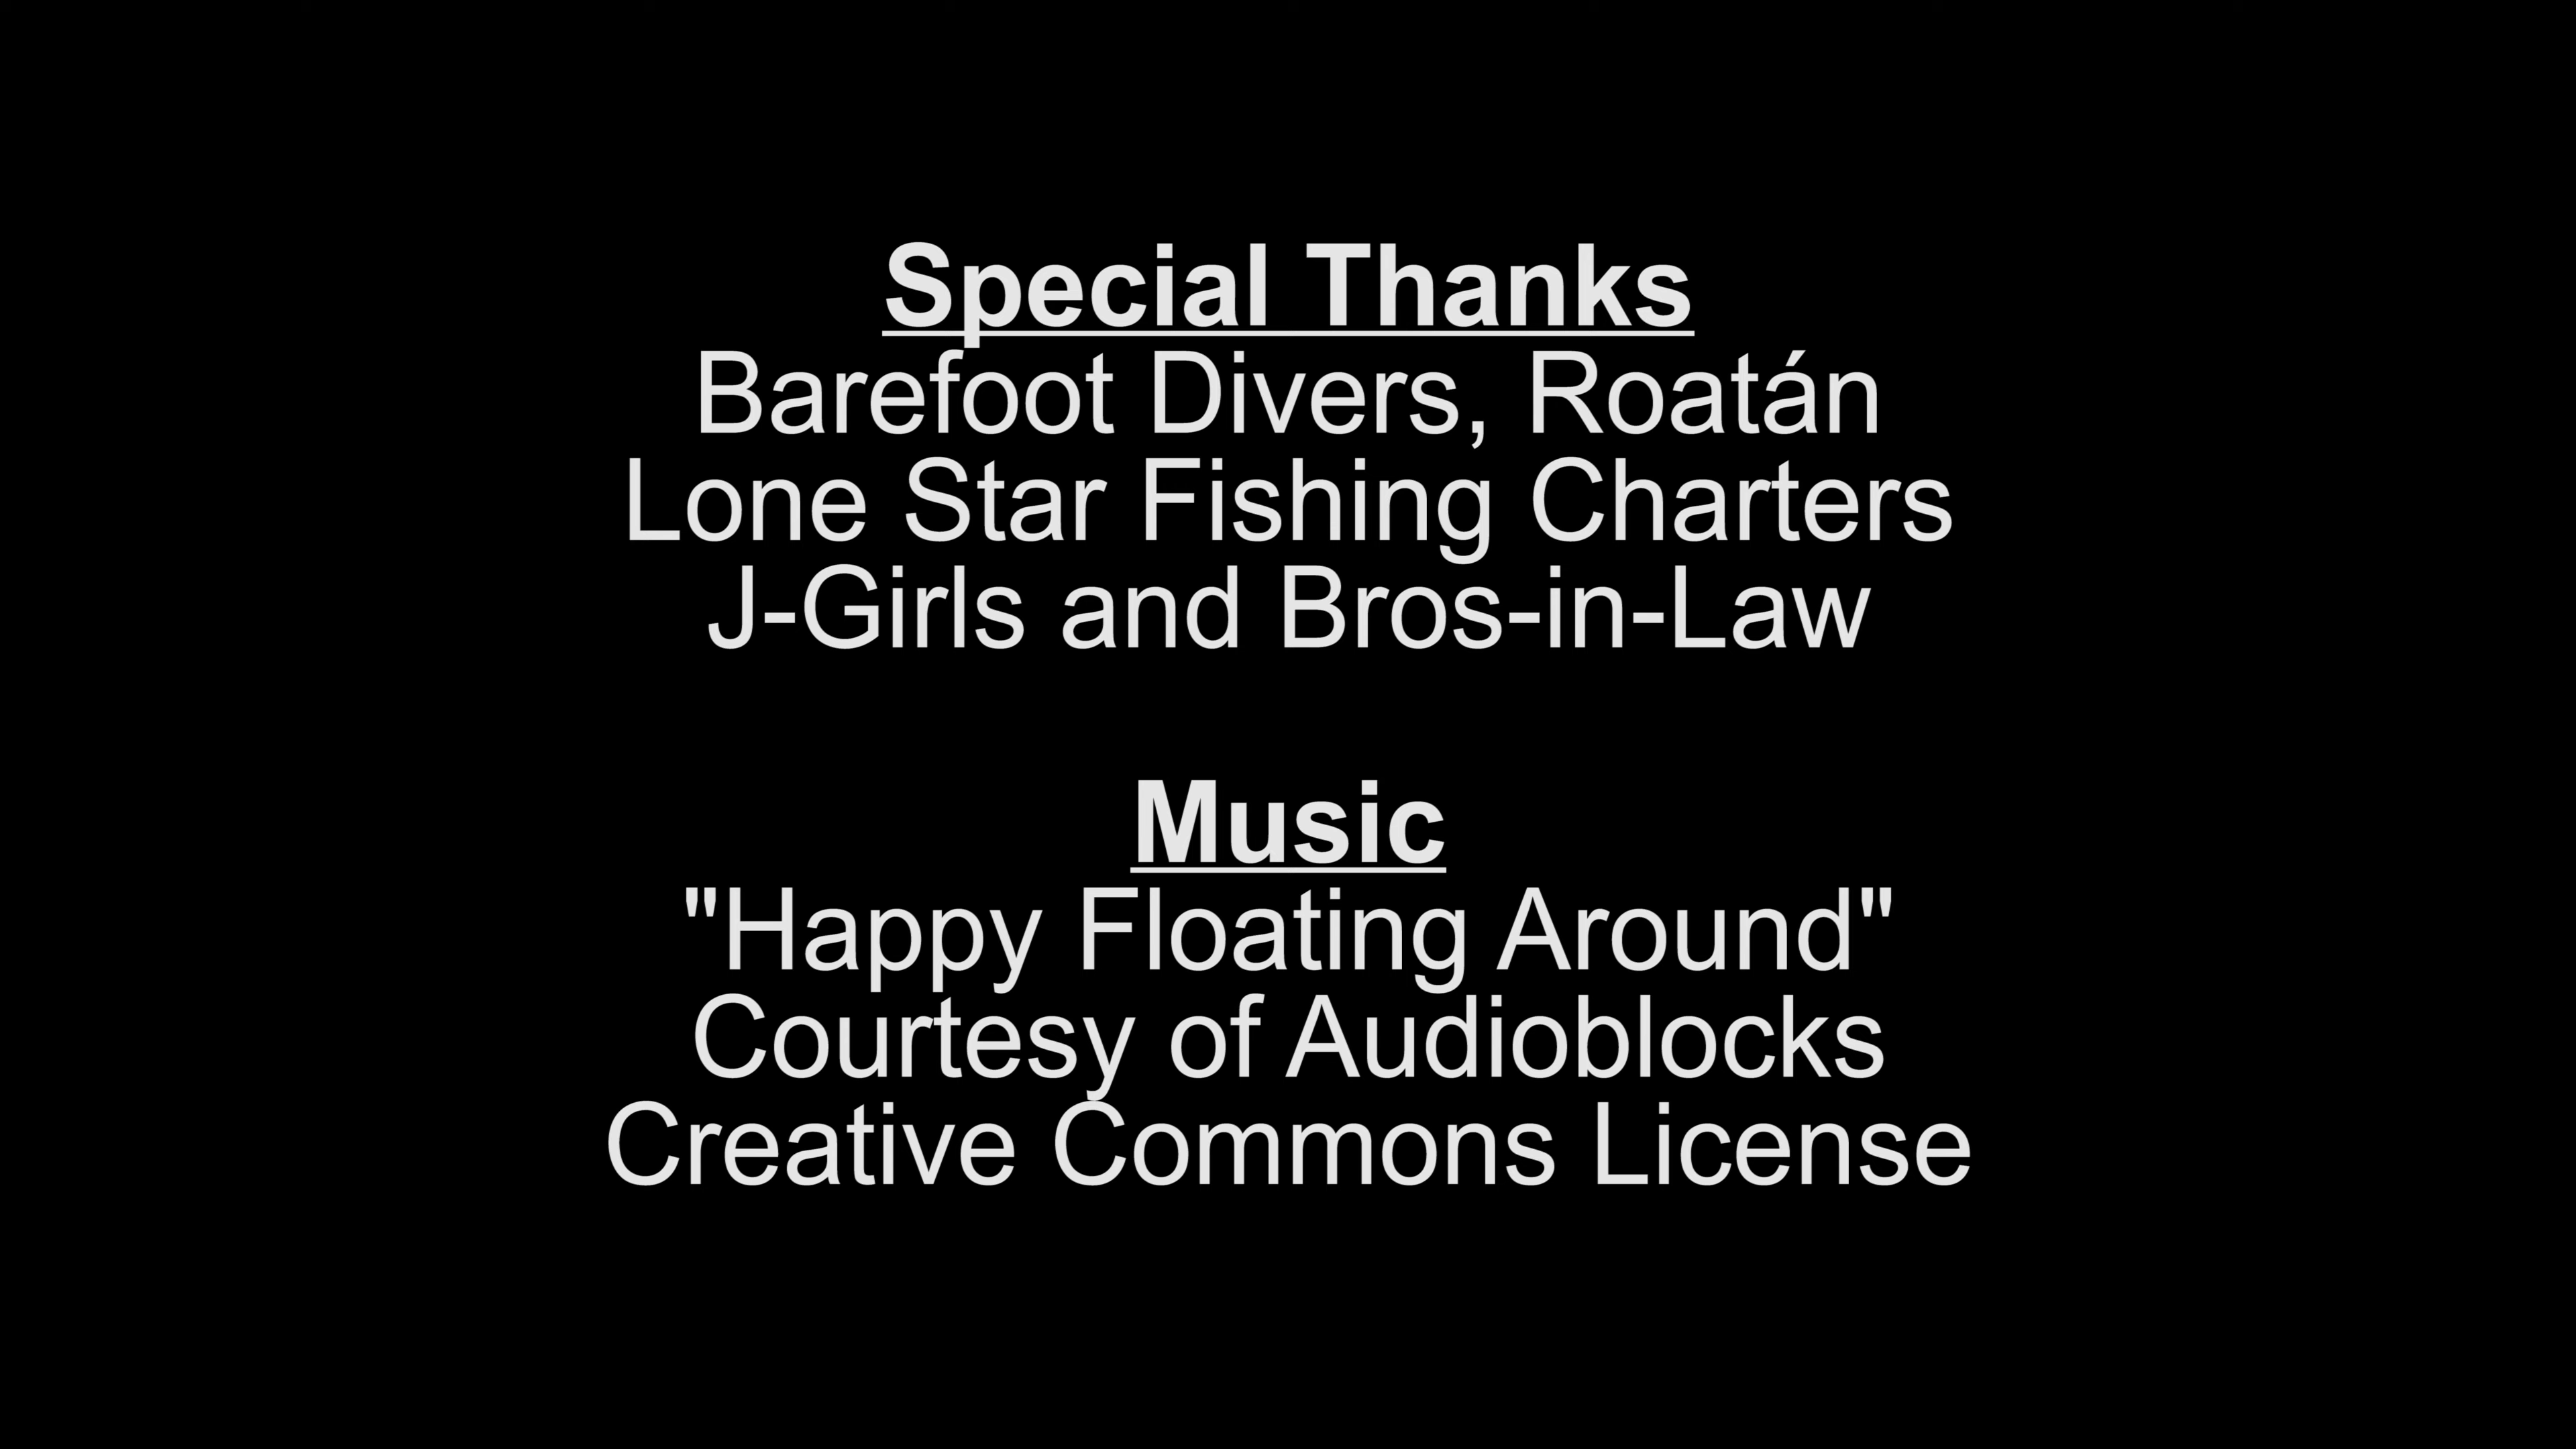 Special Thanks
Barefoot Divers, Roatán
Lone Star Fishing Charters
J-Girls and Bros-in-Law
Music
"Happy Floating Around"
Courtesy of Audioblocks
Creative Commons License